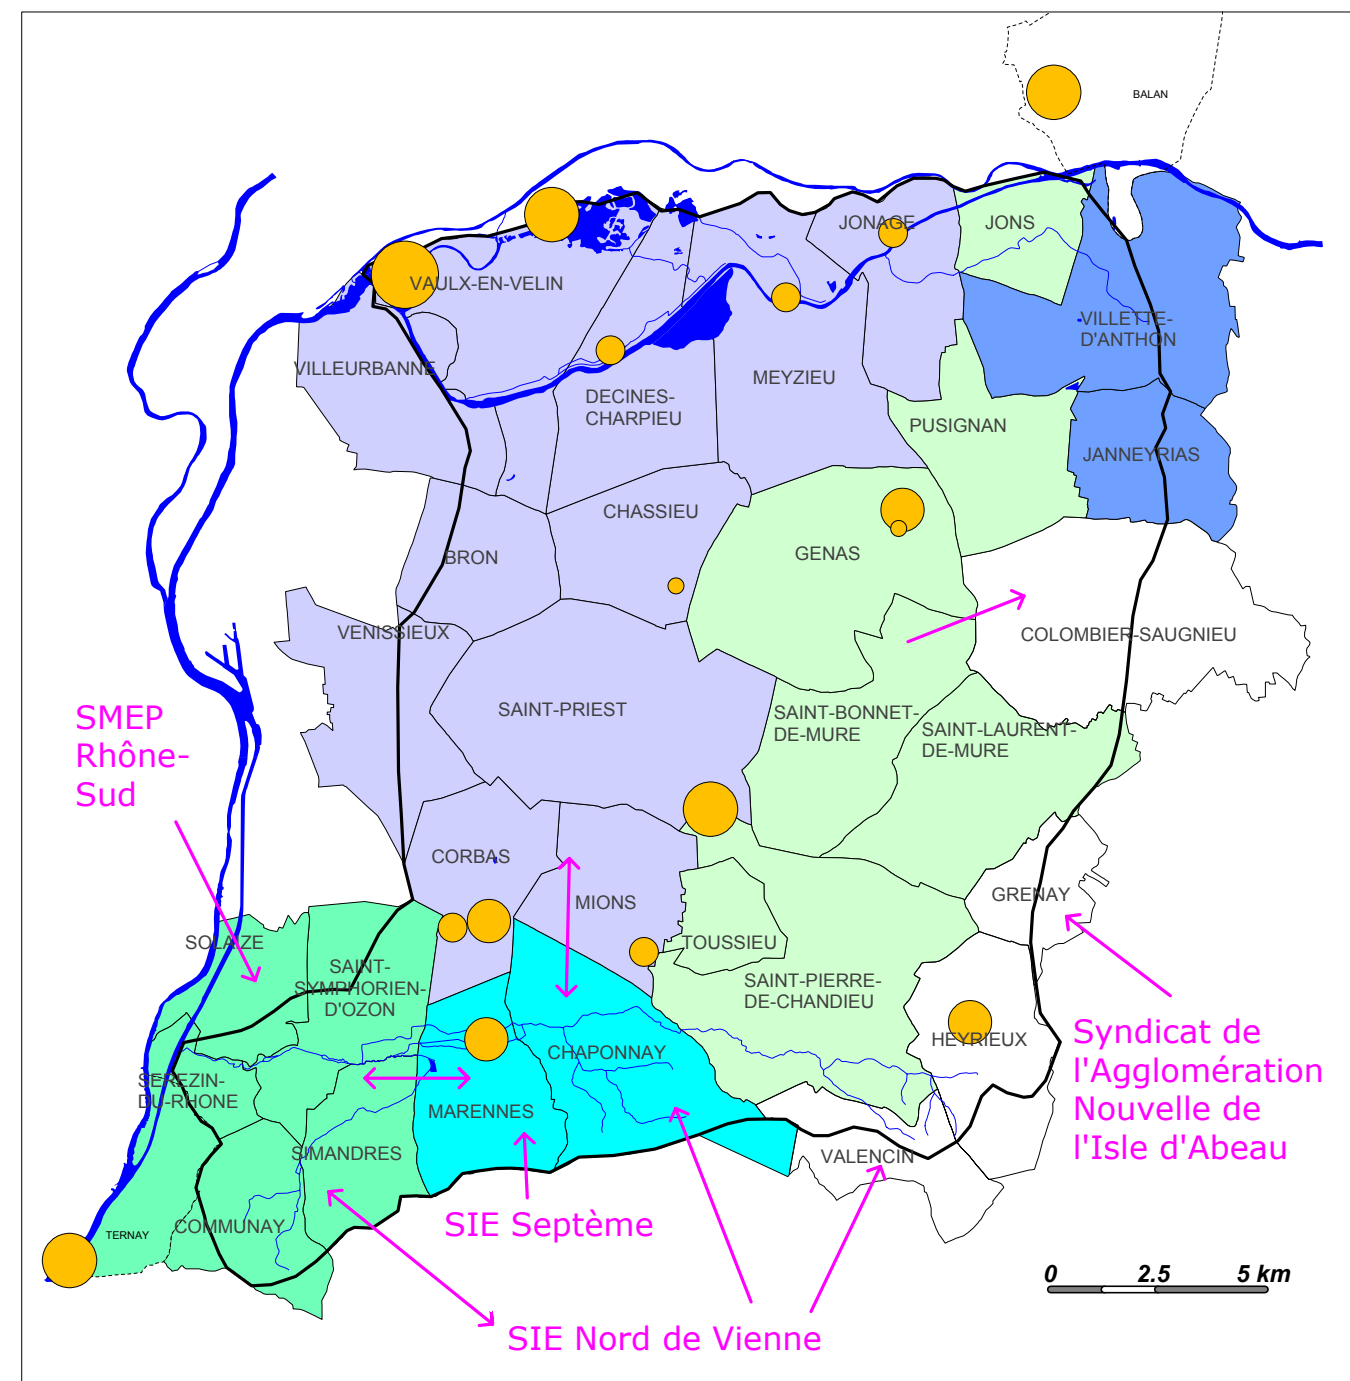 BALAN
JONAGE
JONS
VAULX-EN-VELIN
VILLETTE-
D'ANTHON
VILLEURBANNE
MEYZIEU
DECINES-
CHARPIEU
PUSIGNAN
JANNEYRIAS
CHASSIEU
GENAS
BRON
VENISSIEUX
COLOMBIER-SAUGNIEU
SAINT-PRIEST
SAINT-BONNET-
DE-MURE
SAINT-LAURENT-
DE-MURE
SMEP
Rhône-
Sud
CORBAS
MIONS
GRENAY
TOUSSIEU
SOLAIZE
SAINT-
SYMPHORIEN-
D'OZON
SAINT-PIERRE-
DE-CHANDIEU
HEYRIEUX
CHAPONNAY
SEREZIN-
DU-RHONE
MARENNES
Syndicat de
l'Agglomération
Nouvelle de
l'Isle d'Abeau
SIMANDRES
VALENCIN
COMMUNAY
TERNAY
SIE Septème
0 2.5 5 km
SIE Nord de Vienne